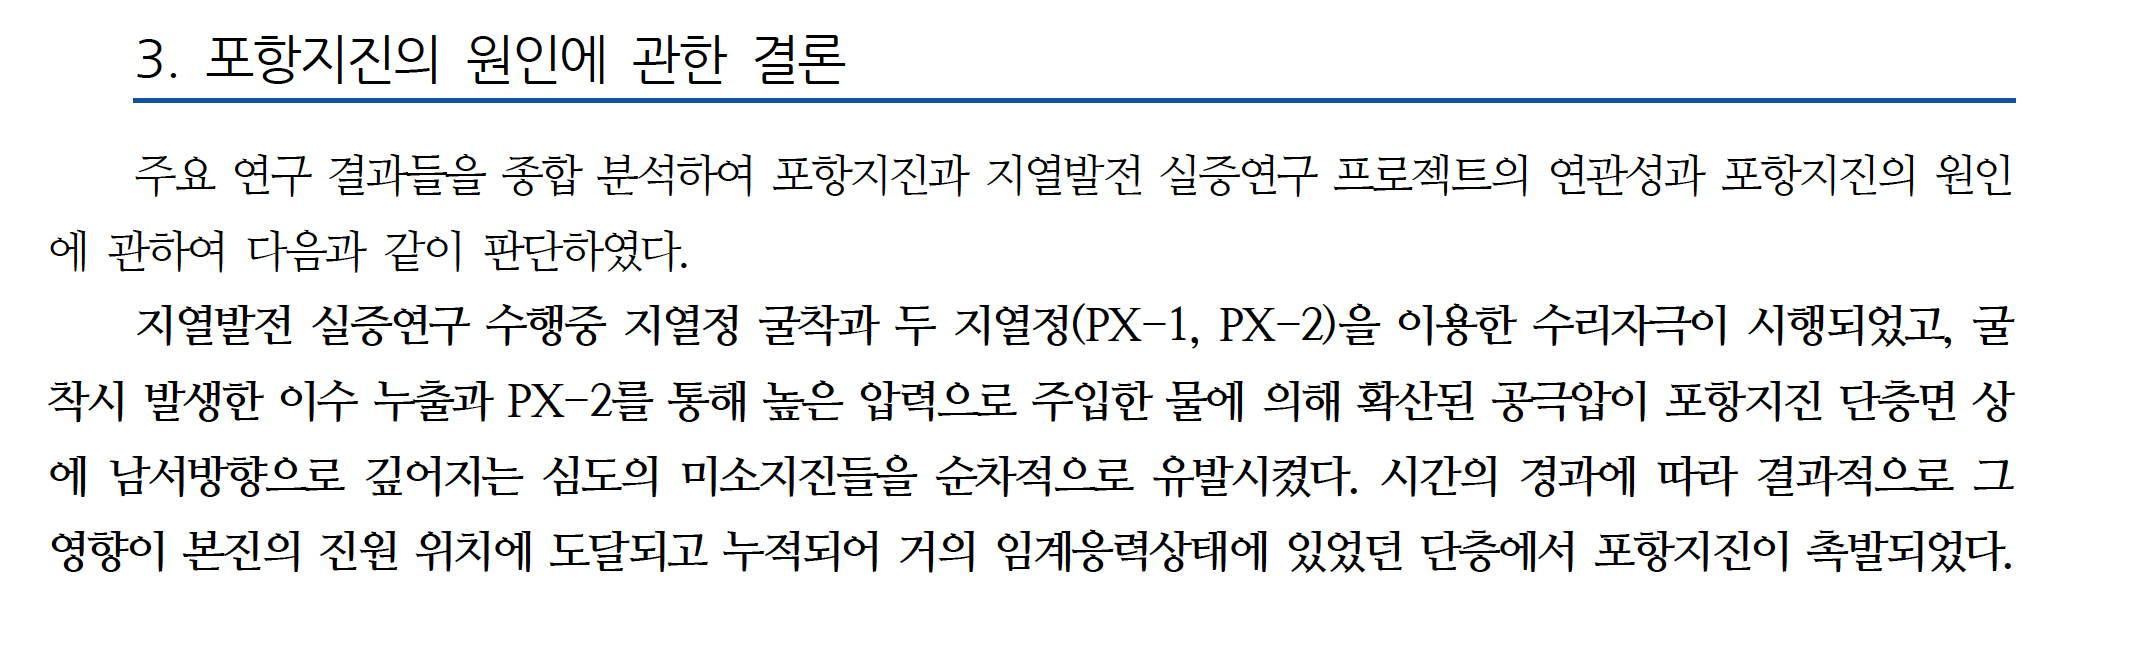 3. 포항지진의 원인에 관한 결론
주요 연구 결과들을 종합 분석하여 포항지진과 지열발전 실증연구 프로젝트의 연관성과 포항지진의 원인
에 관하여 다음과 같이 판단하였다.
지열발전 실증연구 수행중 지열정 굴착과 두 지열정(PX-1, PX-2)을 이용한 수리자극이 시행되었고, 굴
착시 발생한 이수 누출과 PX-2를 통해 높은 압력으로 주입한 물에 의해 확산된 공극압이 포항지진 단층면 상
에 남서방향으로 깊어지는 심도의 미소지진들을 순차적으로 유발시켰다. 시간의 경과에 따라 결과적으로 그
영향이 본진의 진원 위치에 도달되고 누적되어 거의 임계응력상태에 있었던 단층에서 포항지진이 촉발되었다.